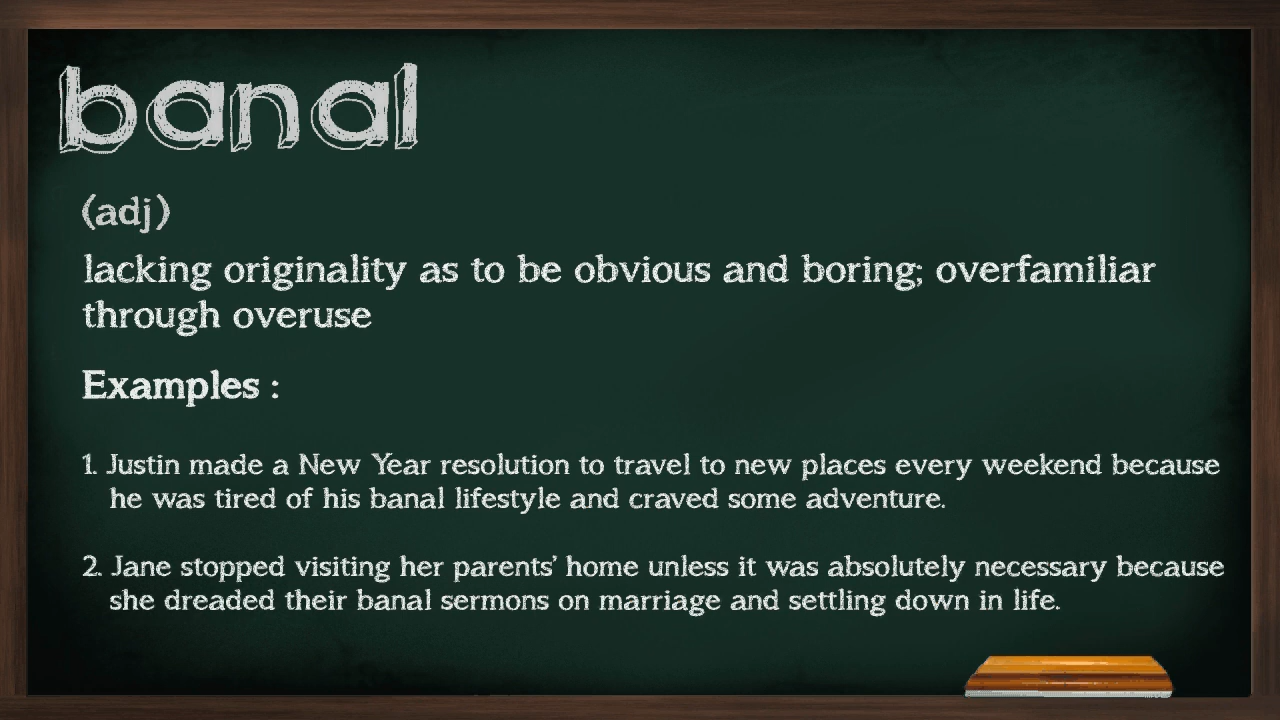 banal
(adj)
lacking originality as to be obvious and boring; overfamiliar
through overuse
Examples :
1. Justin made a New Year resolution to travel to new places every weekend because
he was tired of his banal lifestyle and craved some adventure.
2. Jane stopped visiting her parents’ home unless it was absolutely necessary because
she dreaded their banal sermons on marriage and settling down in life.